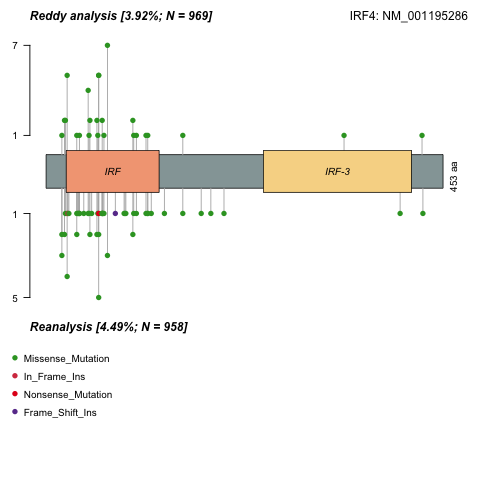 Reddy analysis [3.92%; N = 969]
IRF4: NM_001195286
7
1
IRF
IRF-3
453 aa
1
5
Reanalysis [4.49%; N = 958]
Missense_Mutation
In_Frame_Ins
Nonsense_Mutation
Frame_Shift_Ins